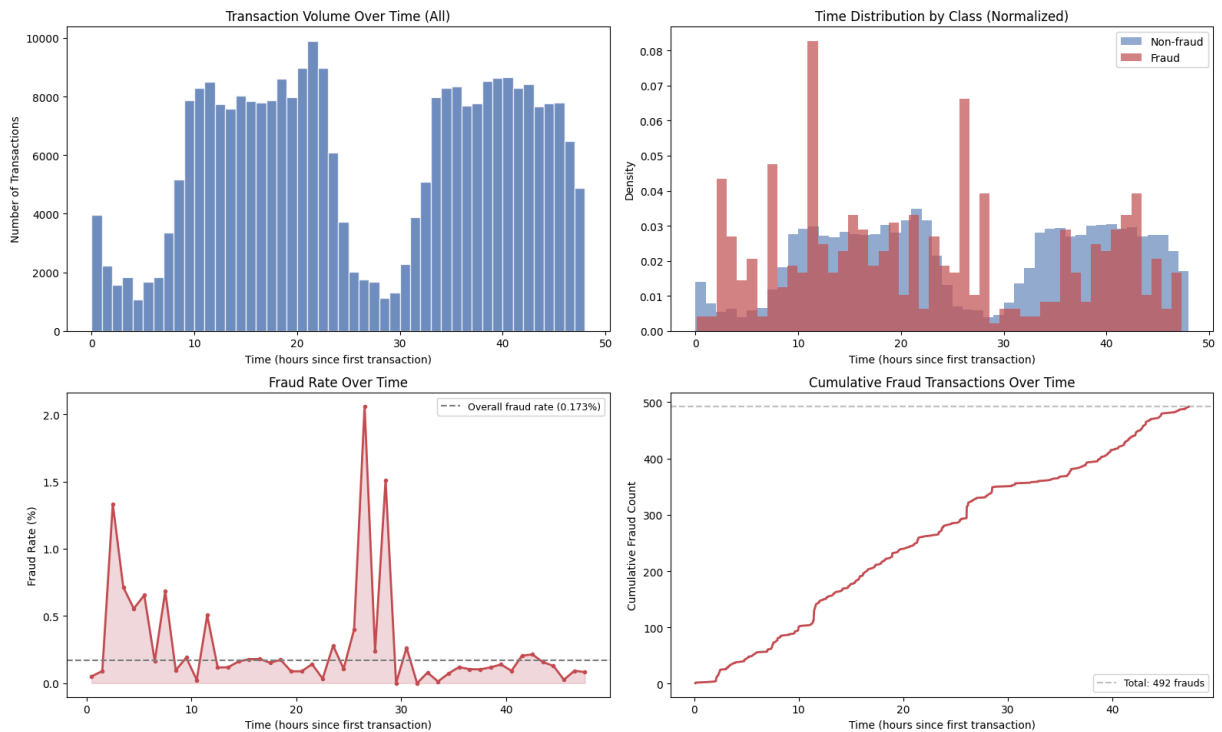 Transaction Volume Over Time (All)
Number of Transactions
10000
8000
6000
4000
2000
0
0 10 20 30 40 50
Time (hours since first transaction)
Time Distribution by Class (Normalized)
Non-fraud
Fraud
Density
0.08
0.07
0.06
0.05
0.04
0.03
0.02
0.01
0.00
0 10 20 30 40 50
Time (hours since first transaction)
Fraud Rate Over Time
Overall fraud rate (0.173%)
Fraud Rate (%)
2.0
1.5
1.0
0.5
0.0
0 10 20 30 40
Time (hours since first transaction)
Cumulative Fraud Transactions Over Time
Cumulative Fraud Count
500
400
300
200
100
0
Total: 492 frauds
0 10 20 30 40
Time (hours since first transaction)